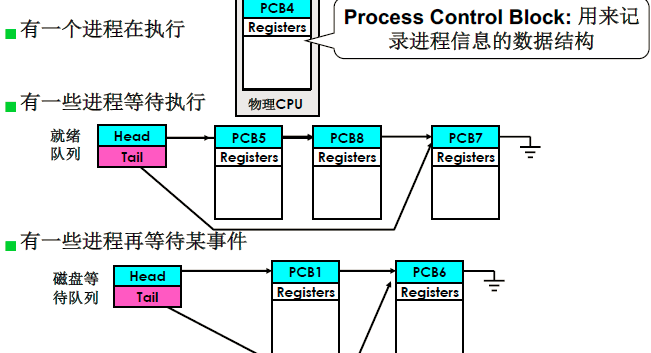 PCB4
Registers
物理CPU
Process Control Block: 用来记
录进程信息的数据结构
有一个进程在执行
有一些进程等待执行
就绪
队列
Head
Tail
PCB5
Registers
PCB8
Registers
PCB7
Registers
有一些进程再等待某事件
磁盘等
待队列
Head
Tail
PCB1
Registers
PCB6
Registers